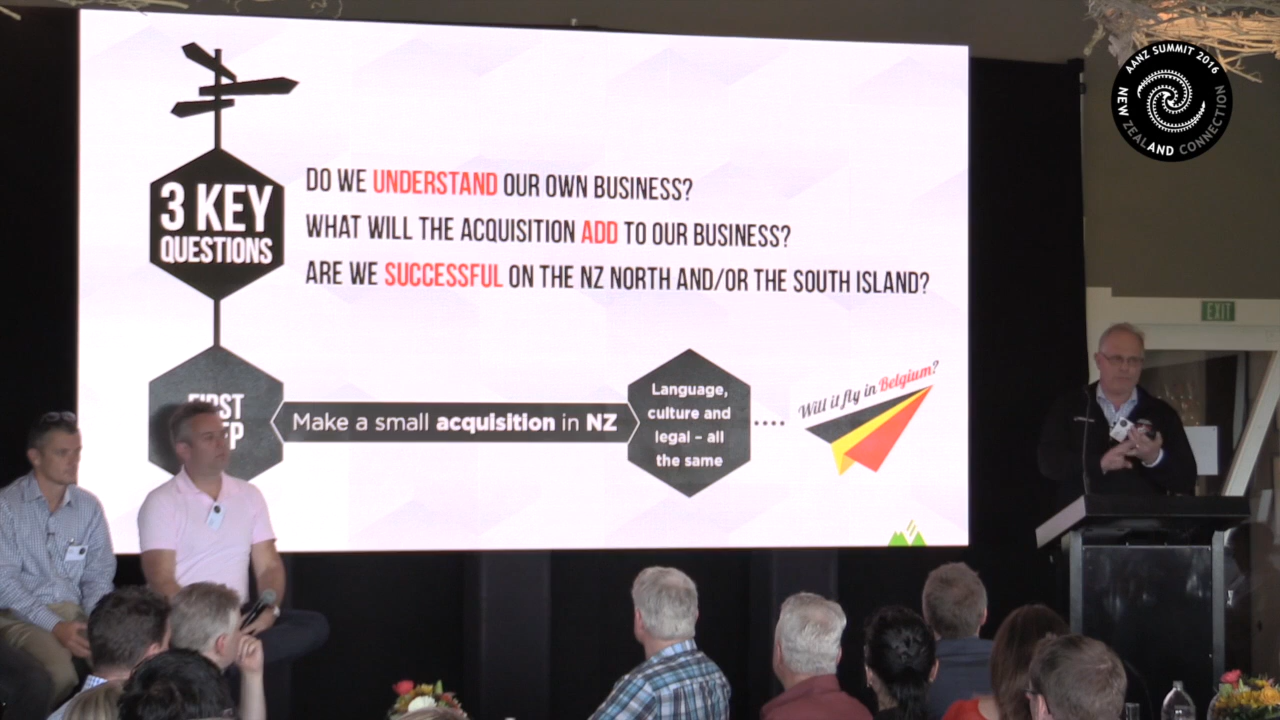 AANZ SUMMIT 2016
NEW ZEALAND CONNECTION
3 KEY
QUESTIONS
DO WE UNDERSTAND OUR OWN BUSINESS?
WHAT WILL THE ACQUISITION ADD TO OUR BUSINESS?
ARE WE SUCCESSFUL ON THE NZ NORTH AND/OR THE SOUTH ISLAND?
EXIT
Make a small acquisition in NZ
Language,
culture and
legal – all
the same
Will it fly in Belgium?